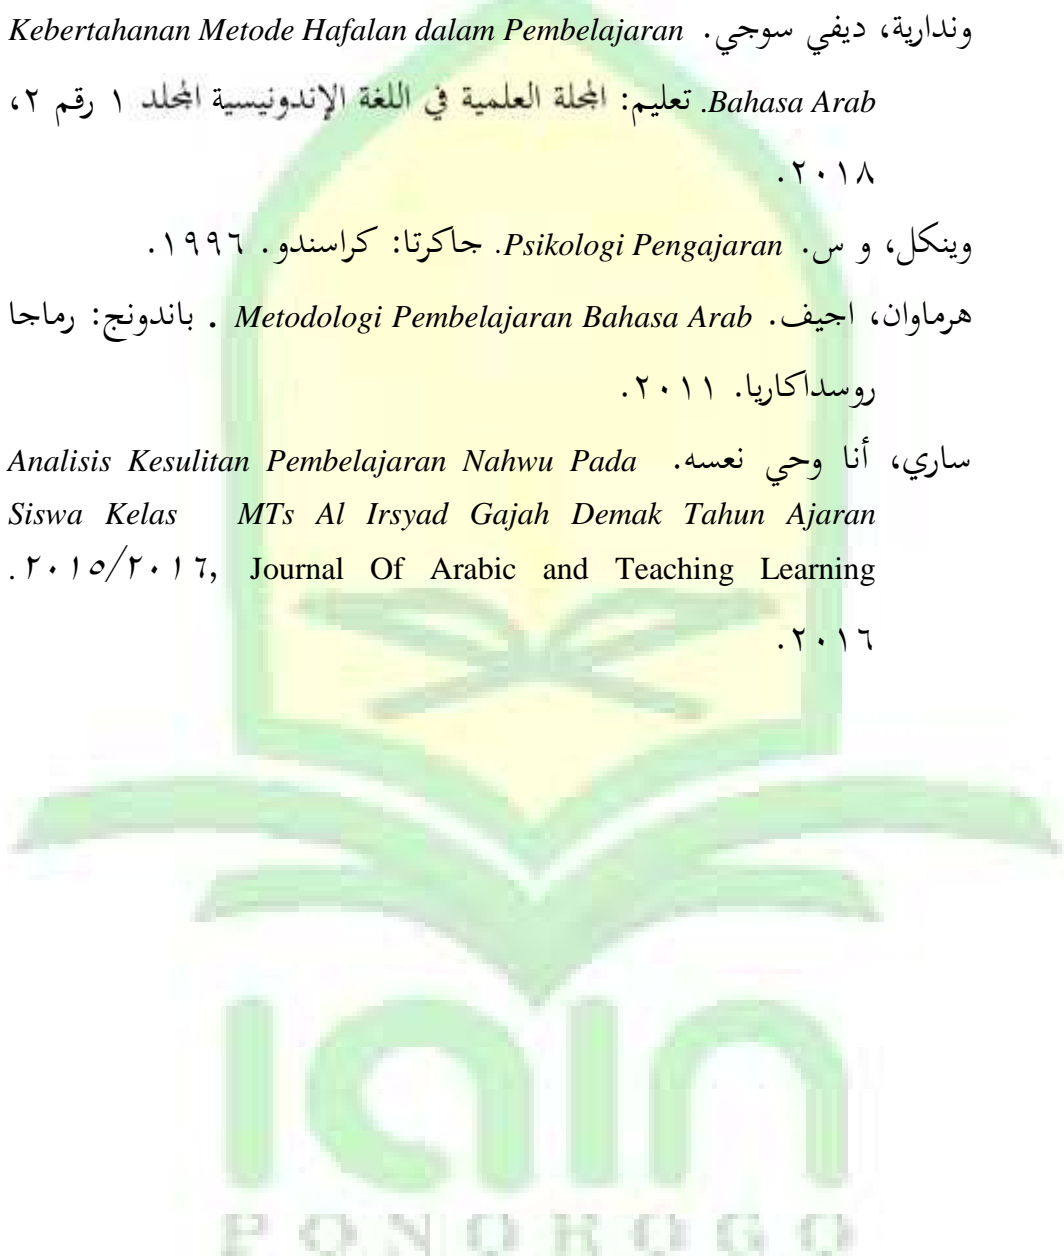 وندارية، ديفي سوجي. Kebertahanan Metode Hafalan dalam Pembelajaran
Bahasa Arab. تعليم: المجلة العلمية في اللغة الإندونيسية المجلد ١ رقم ٢،
٢٠١٨.
وينكل، و س. Psikologi Pengajaran. جاكرتا: كراسندو. ١٩٩٦.
هرماوان، اجيف. Metodologi Pembelajaran Bahasa Arab . باندونج: رماجا
روسداكاريا. ٢٠١١.
ساري، أنا وحي نعسه. Analisis Kesulitan Pembelajaran Nahwu Pada
Siswa Kelas MTs Al Irsyad Gajah Demak Tahun Ajaran
.٢٠١٥/٢٠١٦, Journal Of Arabic and Teaching Learning
٢٠١٦.
iain
PONOROGO